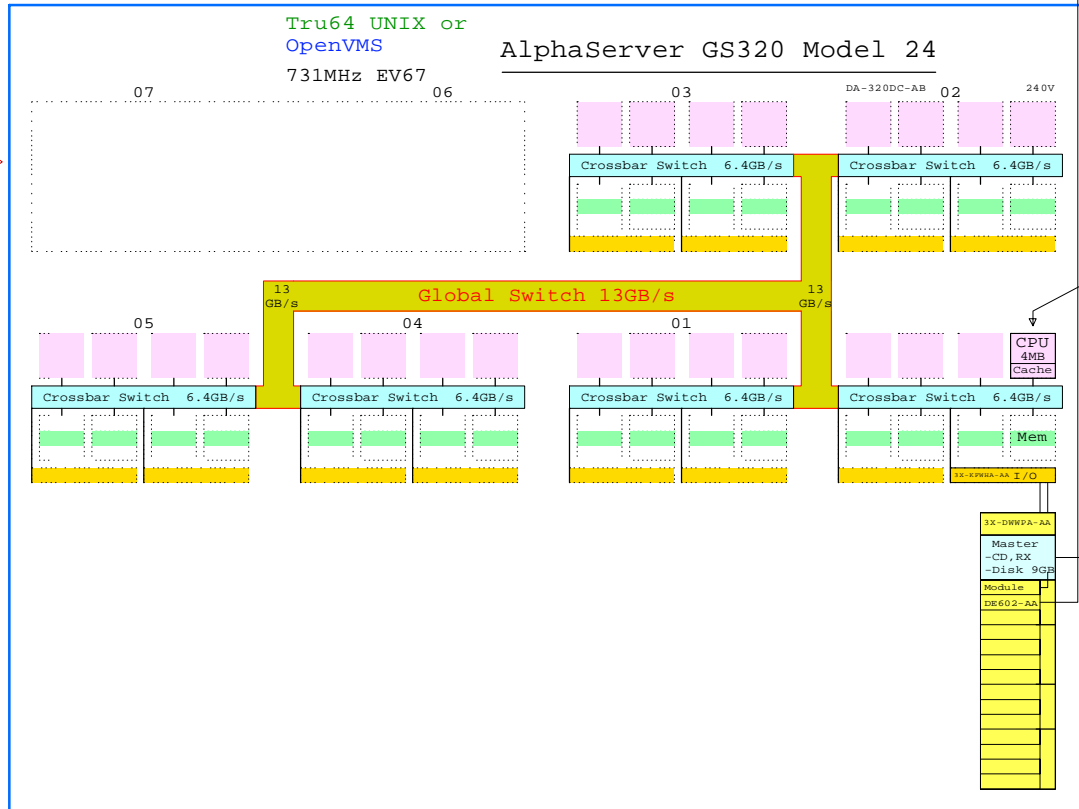 Tru64 UNIX or
OpenVMS
AlphaServer GS320 Model 24
731MHz EV67
07
06
03
DA-320DC-AB
02
240V
Crossbar Switch 6.4GB/s
Crossbar Switch 6.4GB/s
13
GB/s
Global Switch 13GB/s
13
GB/s
05
04
01
CPU
4MB
Cache
Crossbar Switch 6.4GB/s
Crossbar Switch 6.4GB/s
Crossbar Switch 6.4GB/s
Crossbar Switch 6.4GB/s
Mem
3X-KFWHA-AA I/O
3X-DWWPA-AA
Master
-CD,RX
-Disk 9GB
Module
DE602-AA